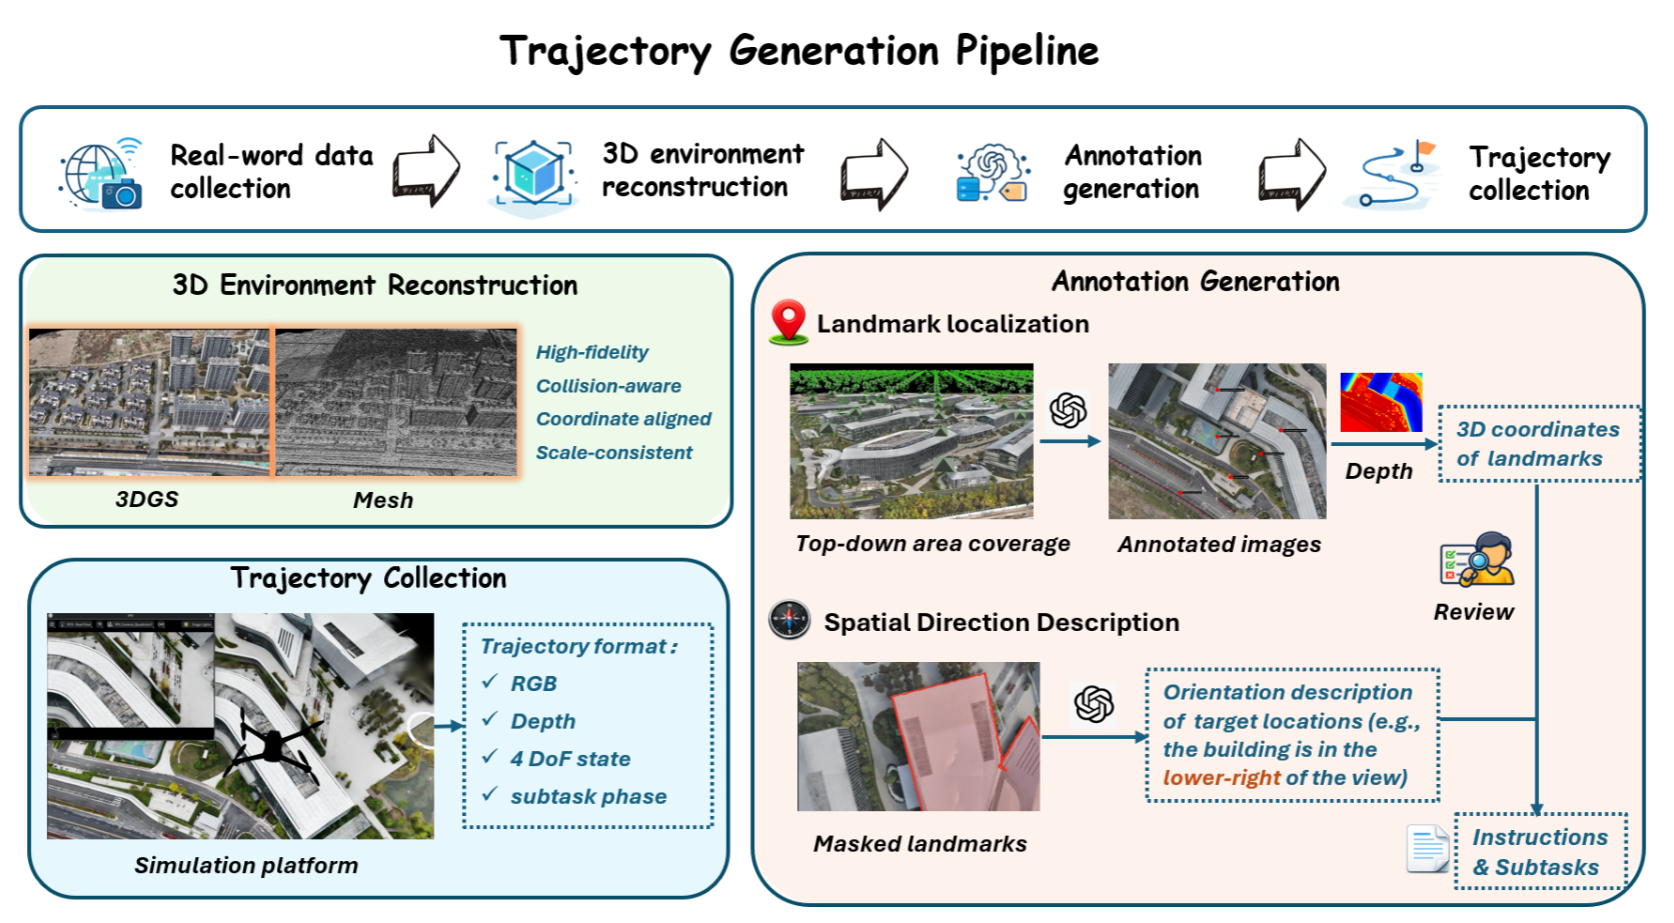 Trajectory Generation Pipeline
Real-word data
collection
3D environment
reconstruction
Annotation
generation
Trajectory
collection
3D Environment Reconstruction
High-fidelity
Collision-aware
Coordinate aligned
Scale-consistent
3DGS
Mesh
Trajectory Collection
Trajectory format:
RGB
Depth
4 DoF state
subtask phase
Simulation platform
Annotation Generation
Landmark localization
Top-down area coverage
Annotated images
Depth
3D coordinates
of landmarks
Review
Spatial Direction Description
Masked landmarks
Orientation description
of target locations (e.g.,
the building is in the
lower-right of the view)
Instructions
& Subtasks